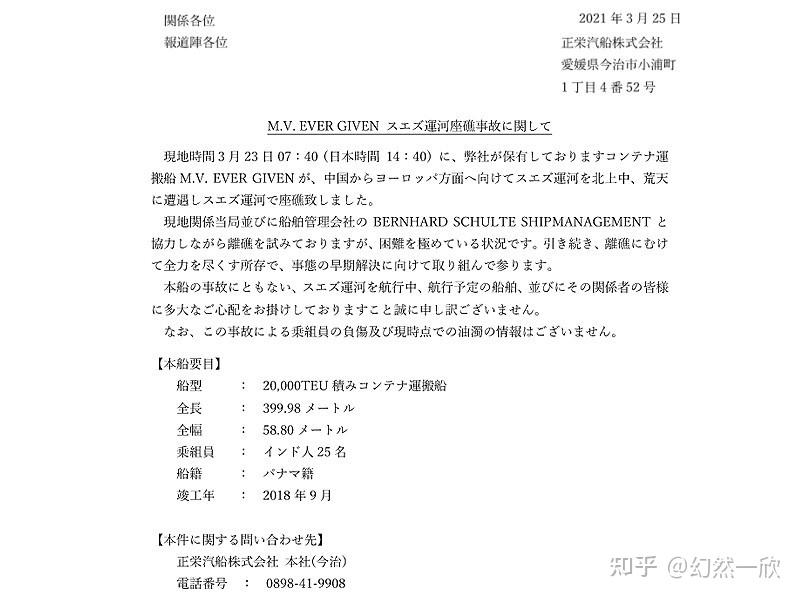 関係各位
報道陣各位
2021 年 3 月 25 日
正栄汽船株式会社
愛媛県今治市小浦町
1 丁目 4 番 52 号
M.V. EVER GIVEN スエズ運河座礁事故に関して
現地時間 3 月 23 日 07：40（日本時間 14：40）に、弊社が保有しておりますコンテナ運
搬船 M.V. EVER GIVEN が、中国からヨーロッパ方面へ向けてスエズ運河を北上中、荒天
に遭遇しスエズ運河で座礁致しました。
現地関係当局並びに船舶管理会社の BERNHARD SCHULTE SHIPMANAGEMENT と
協力しながら離礁を試みておりますが、困難を極めている状況です。引き続き、離礁にむけ
て全力を尽くす所存で、事態の早期解決に向けて取り組んで参ります。
本船の事故にともない、スエズ運河を航行中、航行予定の船舶、並びにその関係者の皆様
に多大なご心配をお掛けしておりますこと誠に申し訳ございません。
なお、この事故による乗組員の負傷及び現時点での油濁の情報はございません。
【本船要目】
船型 ： 20,000TEU 積みコンテナ運搬船
全長 ： 399.98 メートル
全幅 ： 58.80 メートル
乗組員 ： インド人 25 名
船籍 ： パナマ籍
竣工年 ： 2018 年 9 月
【本件に関する問い合わせ先】
正栄汽船株式会社 本社(今治)
電話番号 ： 0898-41-9908
知乎 @幻然一欣